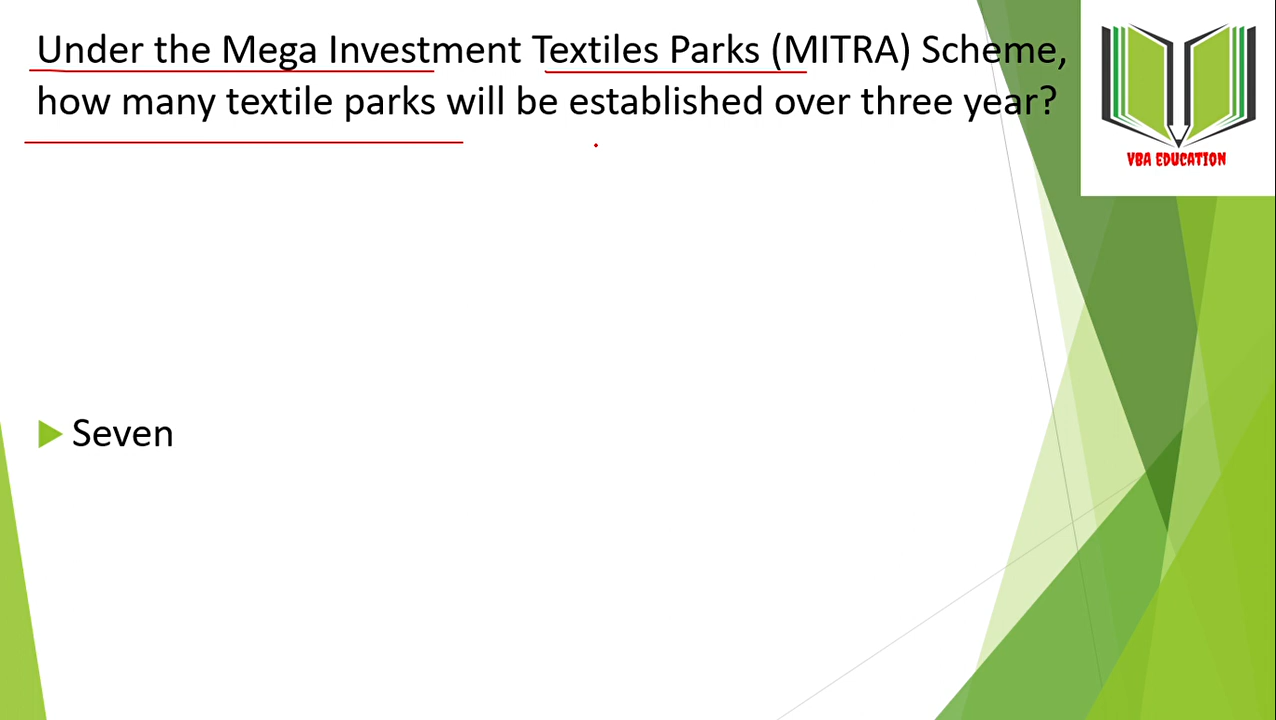 Under the Mega Investment Textiles Parks (MITRA) Scheme,
how many textile parks will be established over three year?
VBA EDUCATION
Seven